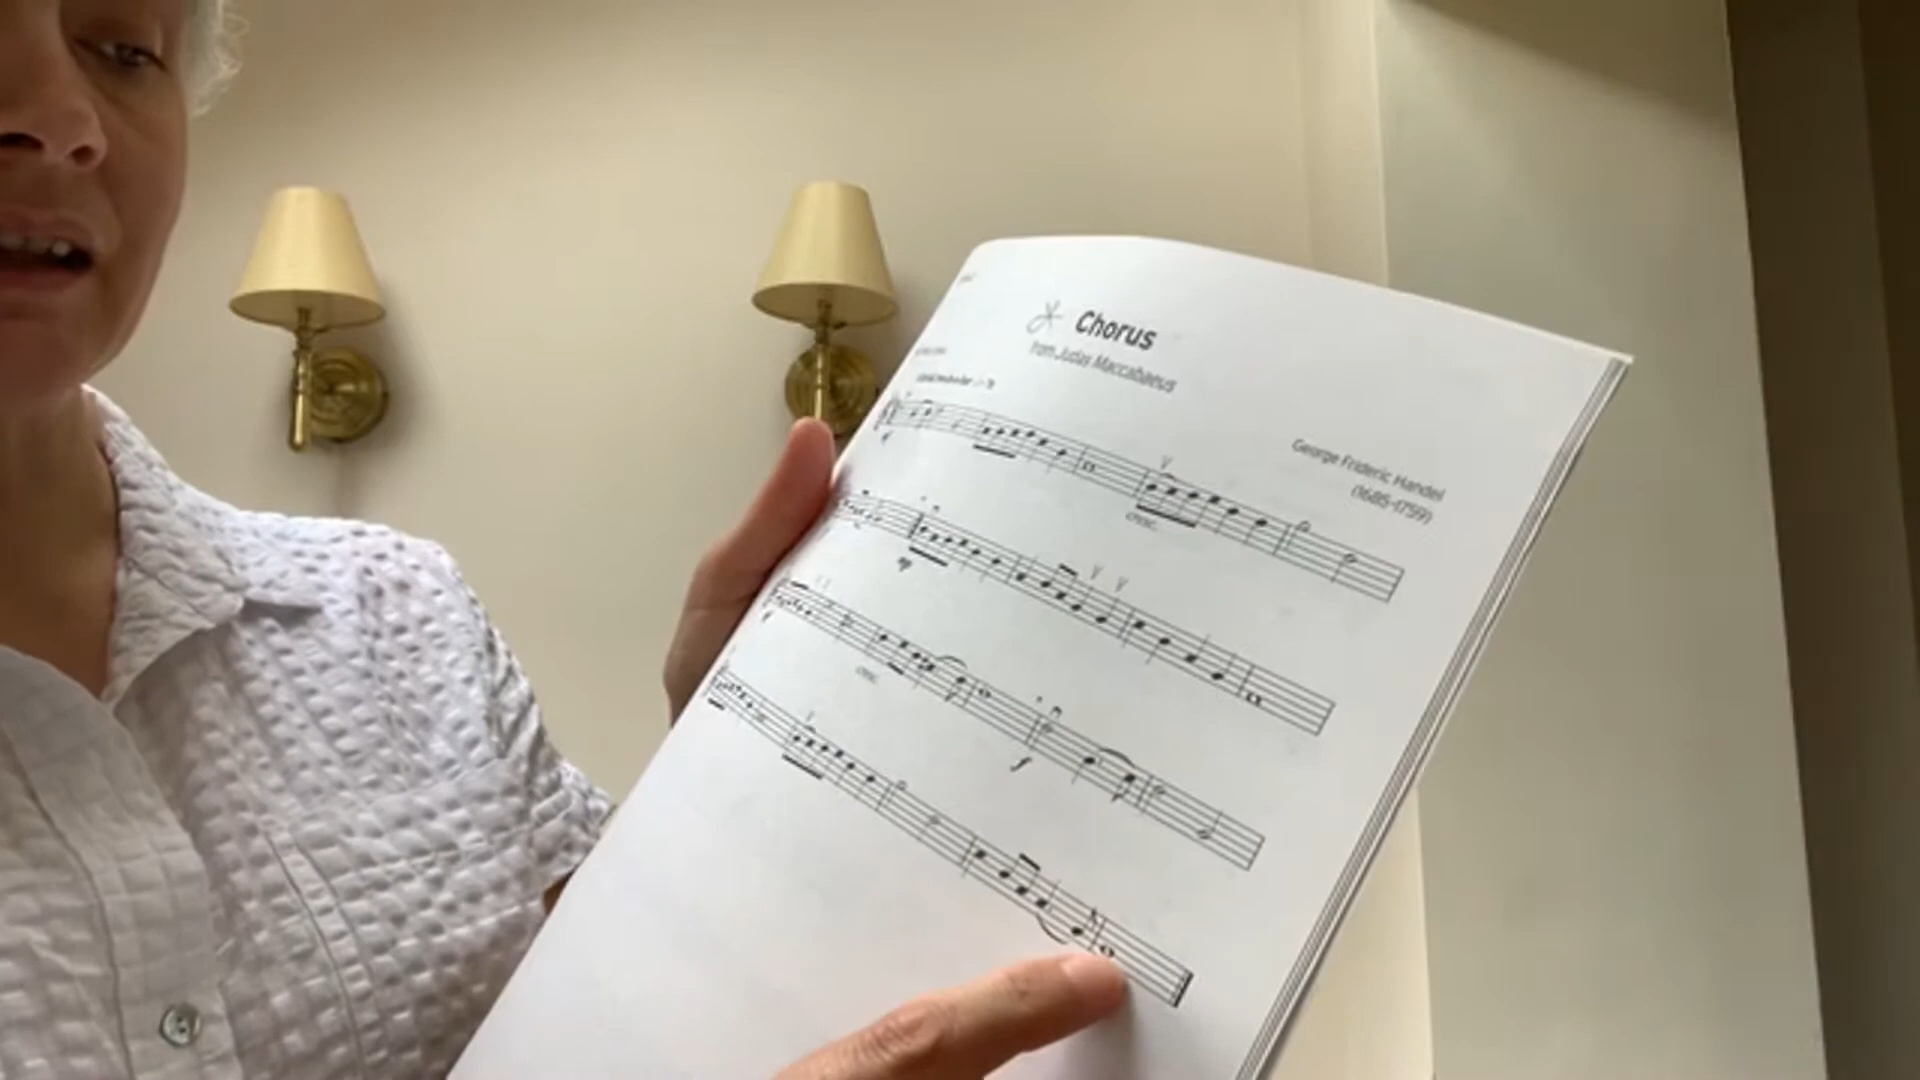 Chorus
from Judas Maccabaeus
George Frideric Handel
(1685-1759)
cresc.
mp
cresc.
f